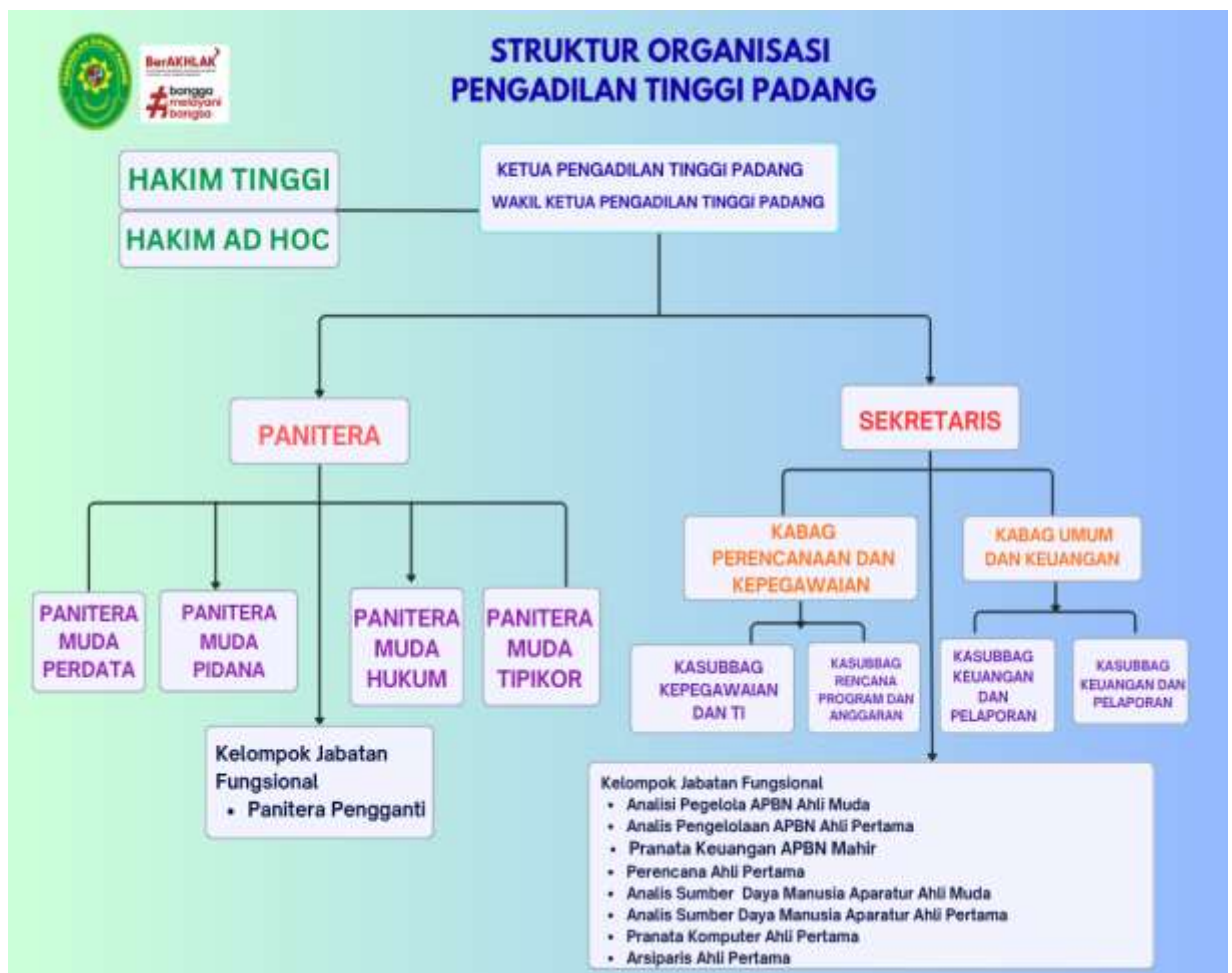 STRUKTUR ORGANISASI
PENGADILAN TINGGI PADANG
BerAKHLAK
bangga
melayani
bangsa
HAKIM TINGGI
HAKIM AD HOC
KETUA PENGADILAN TINGGI PADANG
WAKIL KETUA PENGADILAN TINGGI PADANG
PANITERA
SEKRETARIS
PANITERA
MUDA
PERDATA
PANITERA
MUDA
PIDANA
PANITERA
MUDA
HUKUM
PANITERA
MUDA
TIPIKOR
Kelompok Jabatan
Fungsional
• Panitera Pengganti
KABAG
PERENCANAAN DAN
KEPEGAWAIAN
KABAG UMUM
DAN KEUANGAN
KASUBBAG
KEPEGAWAIAN
DAN TI
KASUBBAG
RENCANA
PROGRAM DAN
ANGGARAN
KASUBBAG
KEUANGAN
DAN
PELAPORAN
KASUBBAG
KEUANGAN DAN
PELAPORAN
Kelompok Jabatan Fungsional
• Analisi Pegelola APBN Ahli Muda
• Analis Pengelolaan APBN Ahli Pertama
• Pranata Keuangan APBN Mahir
• Perencana Ahli Pertama
• Analis Sumber Daya Manusia Aparatur Ahli Muda
• Analis Sumber Daya Manusia Aparatur Ahli Pertama
• Pranata Komputer Ahli Pertama
• Arsiparis Ahli Pertama